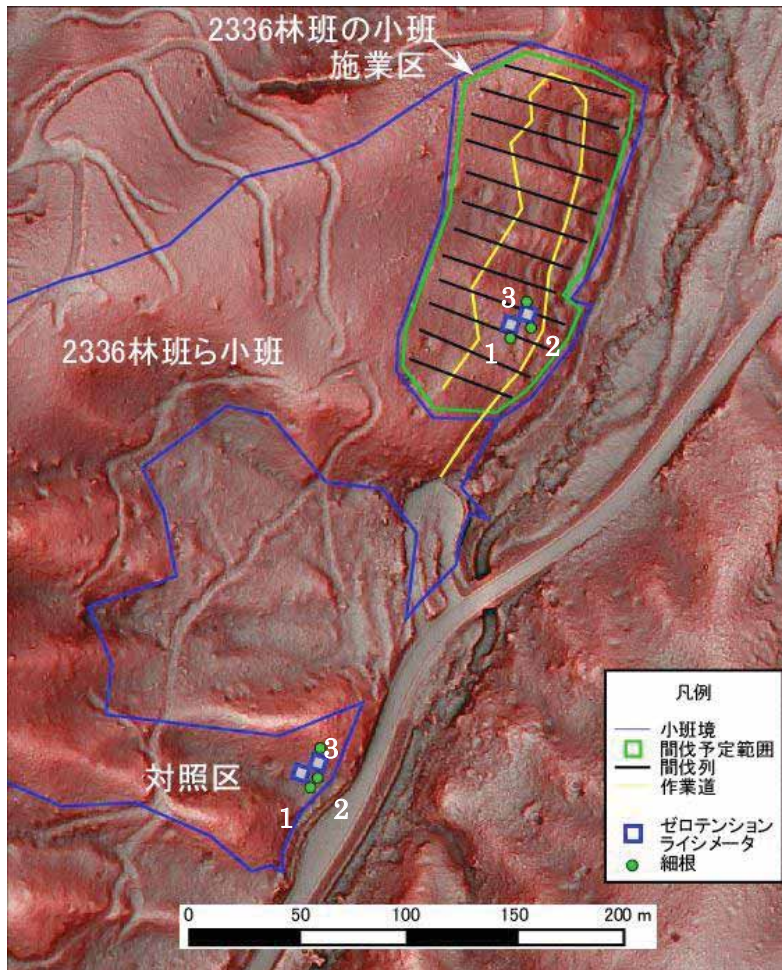 2336林班の小班
施業区
3
1
2
2336林班ら小班
対照区
3
1
2
凡例
小班境
間伐予定範囲
間伐列
作業道
ゼロテンション
ライシメータ
細根
0 50 100 150 200 m